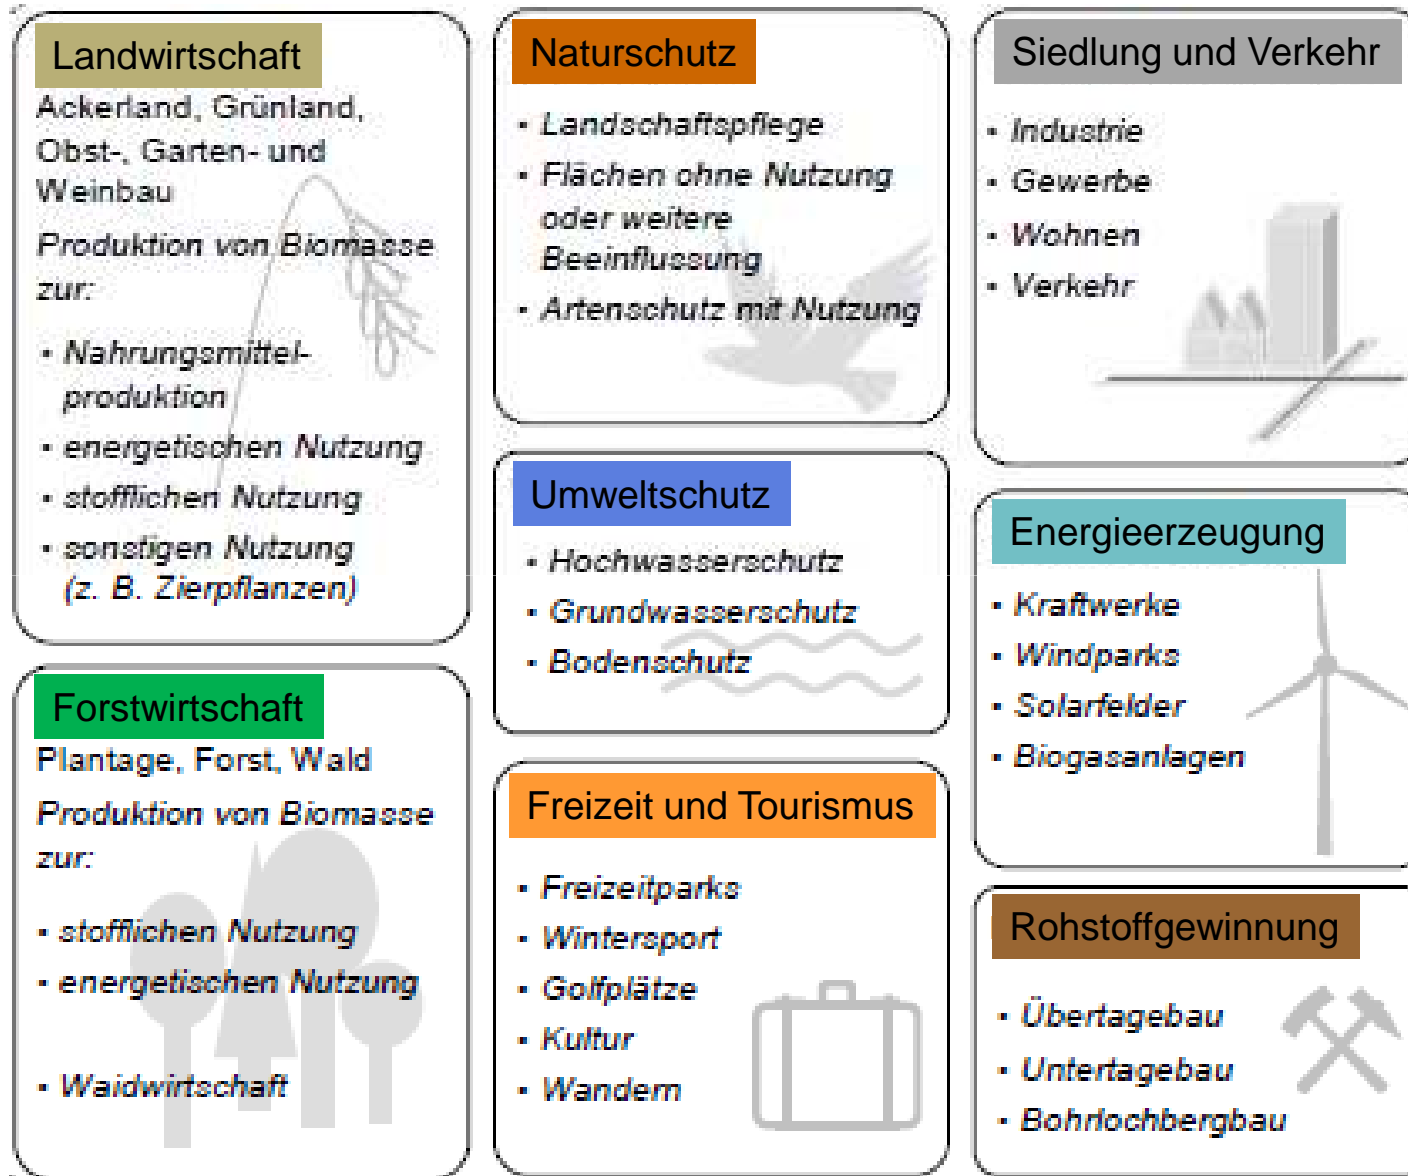 Landwirtschaft
Ackerland, Grünland,
Obst-, Garten- und
Weinbau
Produktion von Biomasse
zur:
▪ Nahrungsmittel-
produktion
▪ energetischen Nutzung
▪ stofflichen Nutzung
▪ sonstigen Nutzung
(z. B. Zierpflanzen)
Forstwirtschaft
Plantage, Forst, Wald
Produktion von Biomasse
zur:
▪ stofflichen Nutzung
▪ energetischen Nutzung
▪ Waidwirtschaft
Naturschutz
▪ Landschaftspflege
▪ Flächen ohne Nutzung
oder weitere
Beeinflussung
▪ Artenschutz mit Nutzung
Umweltschutz
▪ Hochwasserschutz
▪ Grundwasserschutz
▪ Bodenschutz
Freizeit und Tourismus
▪ Freizeitparks
▪ Wintersport
▪ Golfplätze
▪ Kultur
▪ Wandern
Siedlung und Verkehr
▪ Industrie
▪ Gewerbe
▪ Wohnen
▪ Verkehr
Energieerzeugung
▪ Kraftwerke
▪ Windparks
▪ Solarfelder
▪ Biogasanlagen
Rohstoffgewinnung
▪ Übertagebau
▪ Untertagebau
▪ Bohrlochbergbau